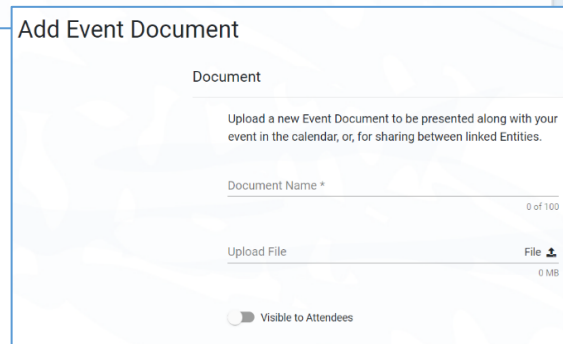 Add Event Document
Document
Upload a new Event Document to be presented along with your
event in the calendar, or, for sharing between linked Entities.
Document Name *
0 of 100
Upload File File
0 MB
Visible to Attendees